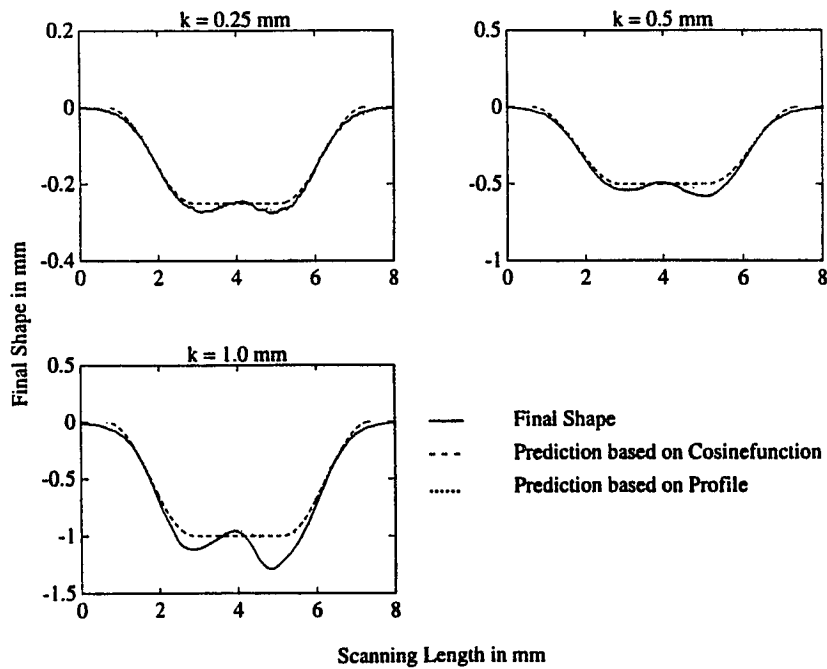 k = 0.25 mm
0.2
0
-0.2
-0.4
0 2 4 6 8
k = 0.5 mm
0.5
0
-0.5
-1
0 2 4 6 8
Final Shape in mm
k = 1.0 mm
0.5
0
-0.5
-1
-1.5
0 2 4 6 8
Final Shape
Prediction based on Cosinefunction
Prediction based on Profile
Scanning Length in mm